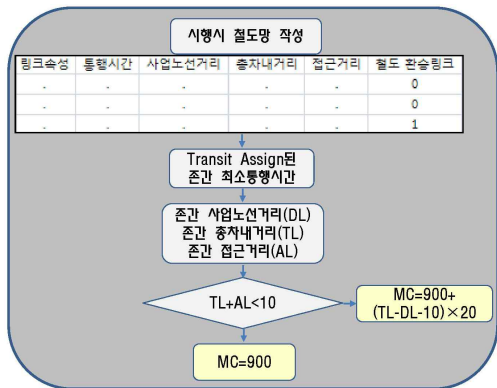 시행시 철도망 작성
링크속성 통행시간 사업노선거리 총차내거리 접근거리 철도 환승링크
. . . . . 0
. . . . . 0
. . . . . 1
Transit Assign된
존간 최소통행시간
존간 사업노선거리(DL)
존간 총차내거리(TL)
존간 접근거리(AL)
TL+AL<10
MC=900+
(TL-DL-10)×20
MC=900